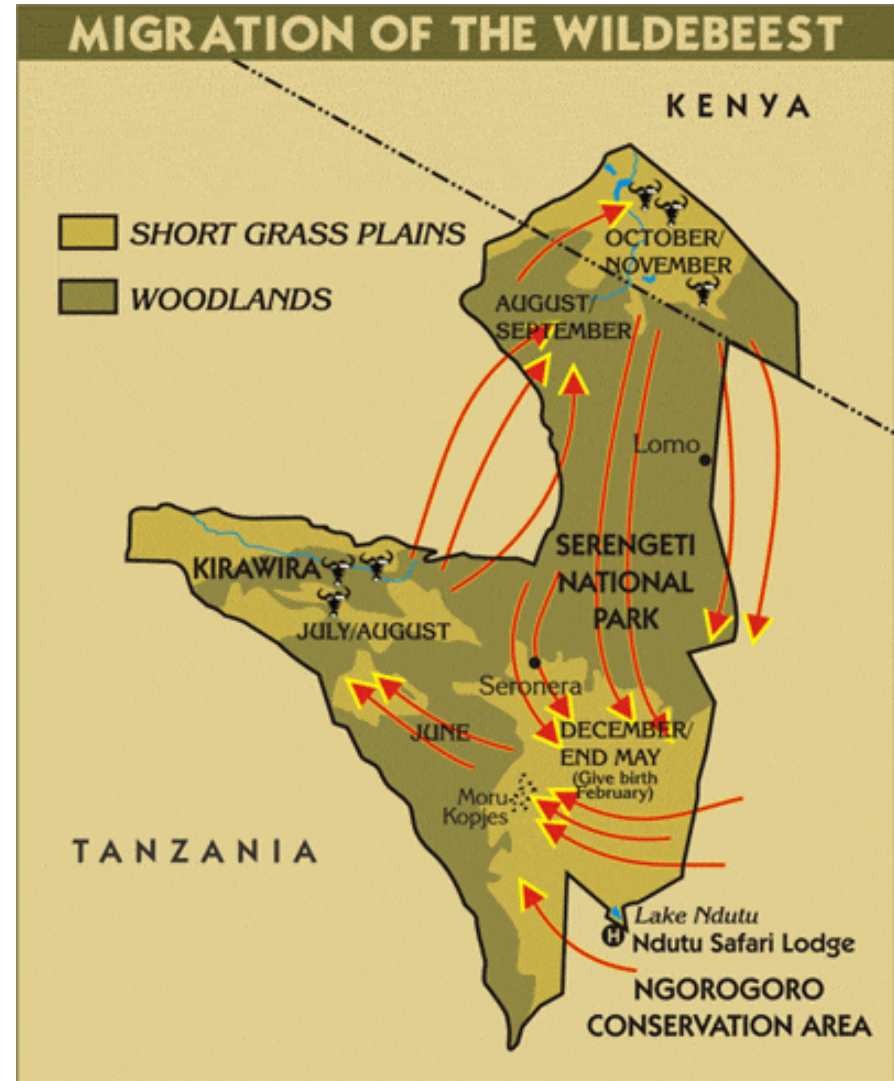 MIGRATION OF THE WILDEBEEST
KENYA
SHORT GRASS PLAINS
WOODLANDS
OCTOBER/
NOVEMBER
AUGUST/
SEPTEMBER
Lomo
KIRAWIRA
SERENGETI
NATIONAL
PARK
JULY/AUGUST
Seronera
JUNE
DECEMBER/
END MAY
(Give birth
February)
Moru
Kopjes
TANZANIA
Lake Ndutu
H Ndutu Safari Lodge
NGOROGORO
CONSERVATION AREA